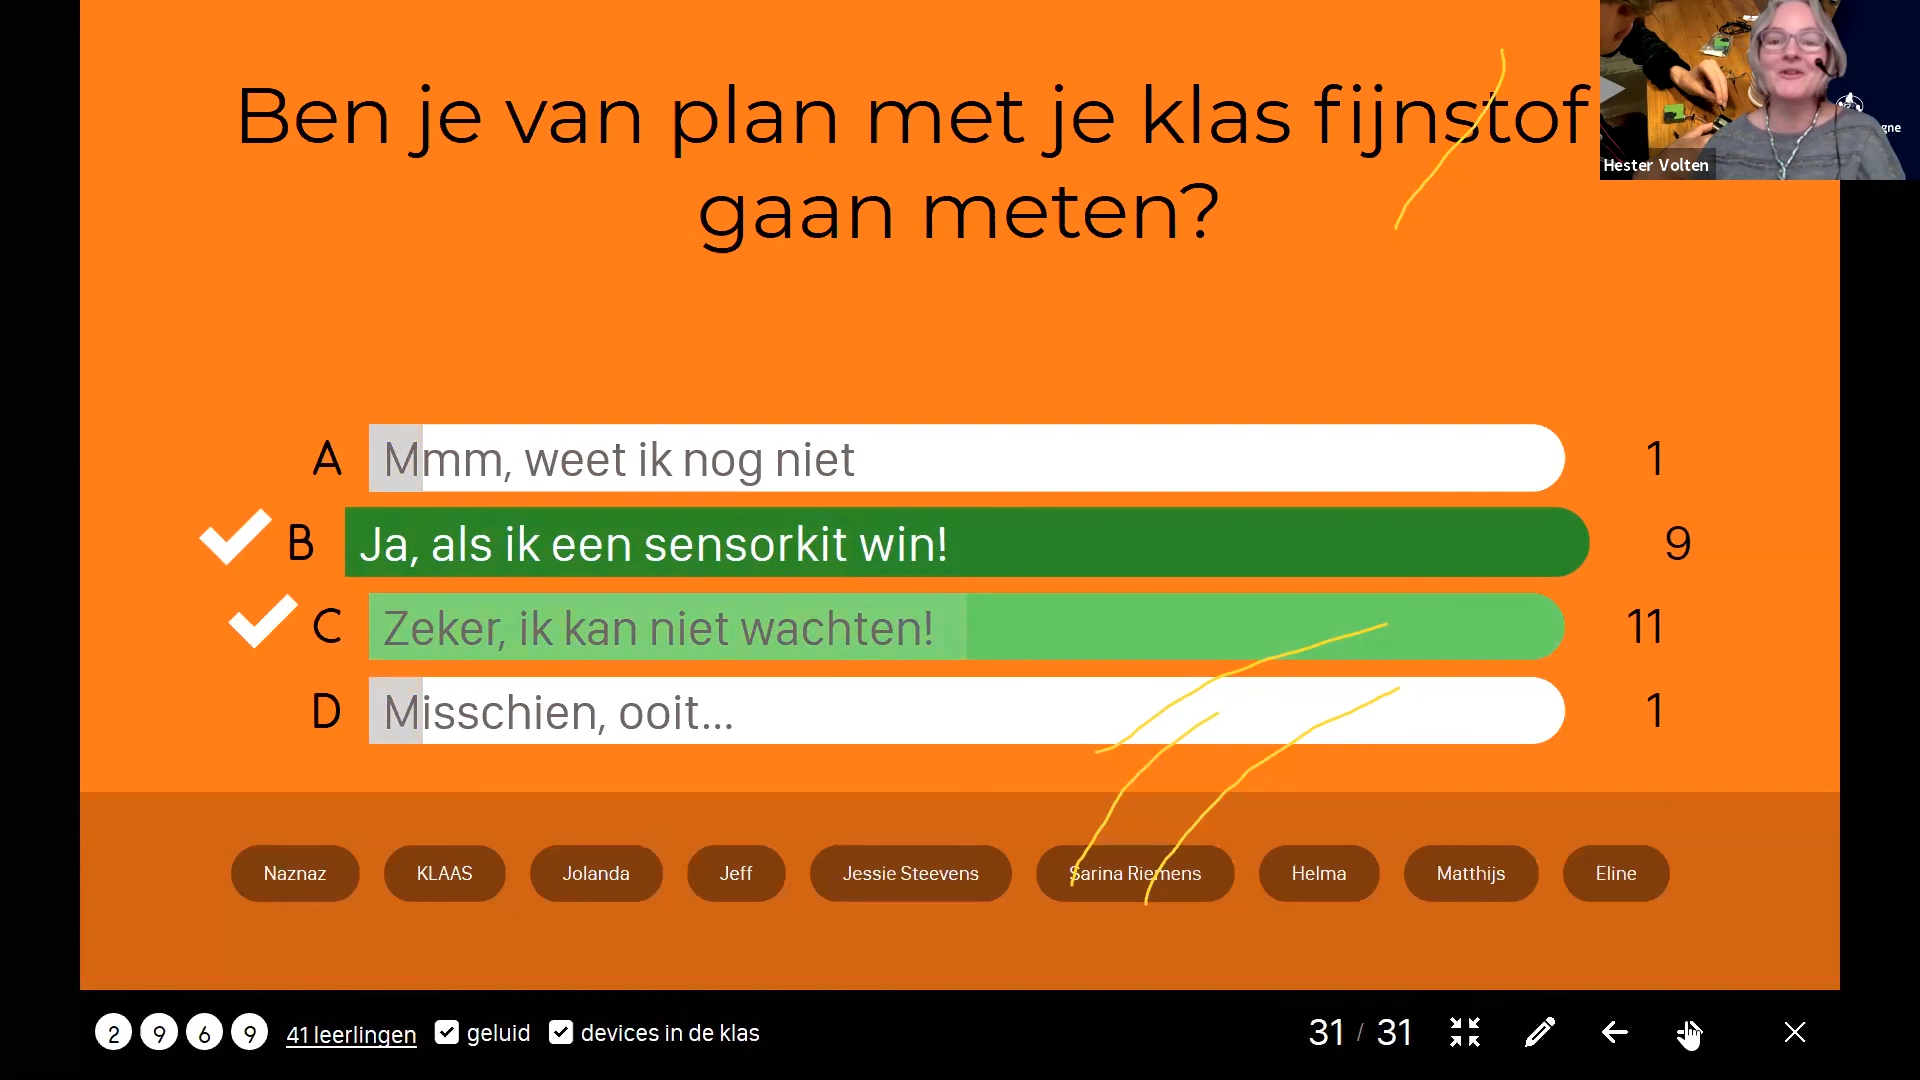 Ben je van plan met je klas fijnstof
gaan meten?
gne
Hester Volten
A Mmm, weet ik nog niet 1
B Ja, als ik een sensorkit win! 9
C Zeker, ik kan niet wachten! 11
D Misschien, ooit... 1
Naznaz KLAAS Jolanda Jeff Jessie Steevens Sarina Riemens Helma Matthijs Eline
2 9 6 9 41 leerlingen geluid devices in de klas 31 / 31